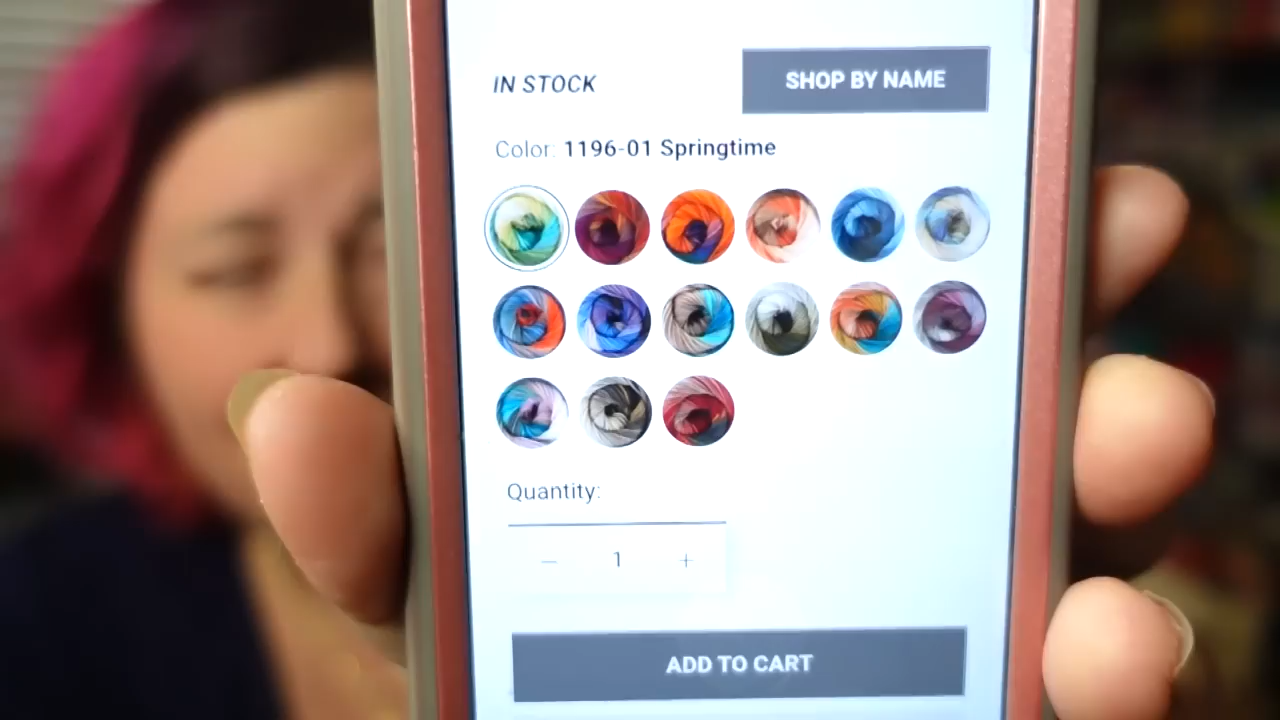 IN STOCK
SHOP BY NAME
Color: 1196-01 Springtime
Quantity:
− 1 +
ADD TO CART